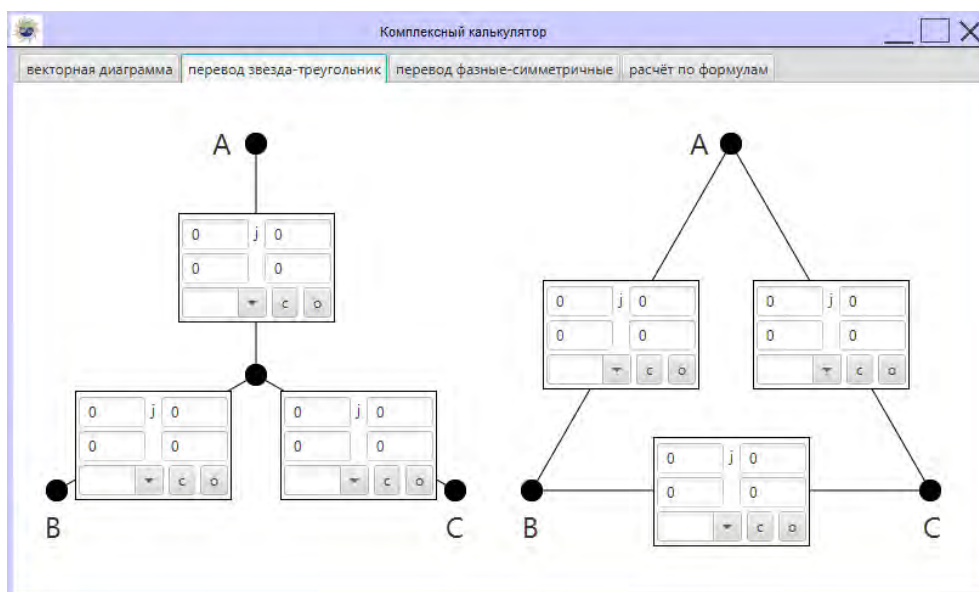 Комплексный калькулятор
векторная диаграмма перевод звезда-треугольник перевод фазные-симметричные расчёт по формулам
A
0 j 0
0 0
c o
0 j 0
0 0
c o
0 j 0
0 0
c o
B
C
A
0 j 0
0 0
c o
0 j 0
0 0
c o
0 j 0
0 0
c o
B
C